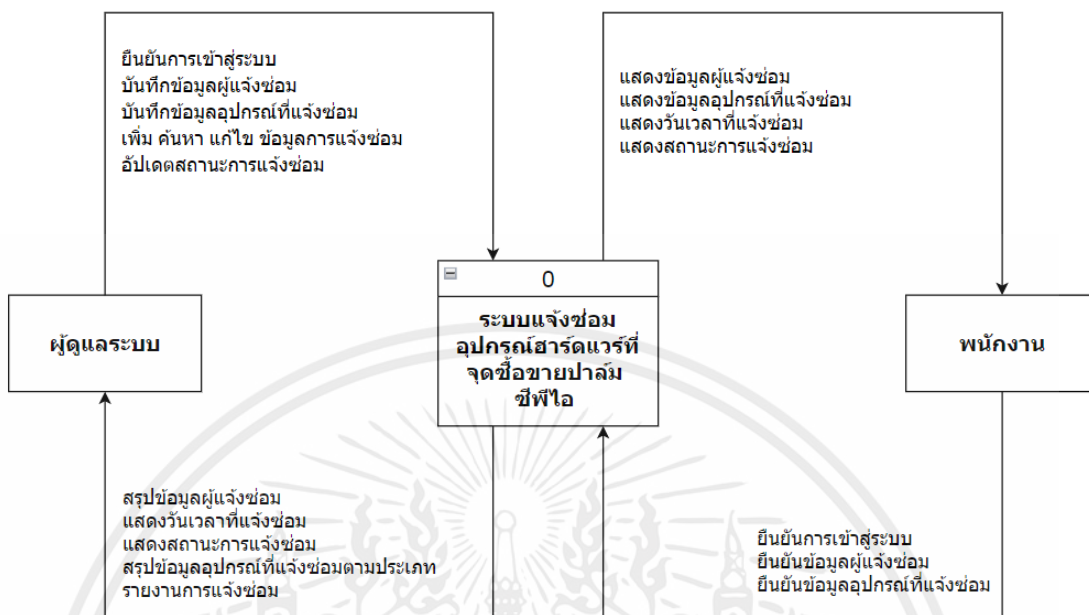 ยืนยันการเข้าสู่ระบบ
บันทึกข้อมูลผู้แจ้งซ่อม
บันทึกข้อมูลอุปกรณ์ที่แจ้งซ่อม
เพิ่ม ค้นหา แก้ไข ข้อมูลการแจ้งซ่อม
อัปเดตสถานะการแจ้งซ่อม
แสดงข้อมูลผู้แจ้งซ่อม
แสดงข้อมูลอุปกรณ์ที่แจ้งซ่อม
แสดงวันเวลาที่แจ้งซ่อม
แสดงสถานะการแจ้งซ่อม
ผู้ดูแลระบบ
0
ระบบแจ้งซ่อม
อุปกรณ์ฮาร์ดแวร์ที่
จุดซื้อขายปาล์ม
ซีพีไอ
พนักงาน
สรุปข้อมูลผู้แจ้งซ่อม
แสดงวันเวลาที่แจ้งซ่อม
แสดงสถานะการแจ้งซ่อม
สรุปข้อมูลอุปกรณ์ที่แจ้งซ่อมตามประเภท
รายงานการแจ้งซ่อม
ยืนยันการเข้าสู่ระบบ
ยืนยันข้อมูลผู้แจ้งซ่อม
ยืนยันข้อมูลอุปกรณ์ที่แจ้งซ่อม